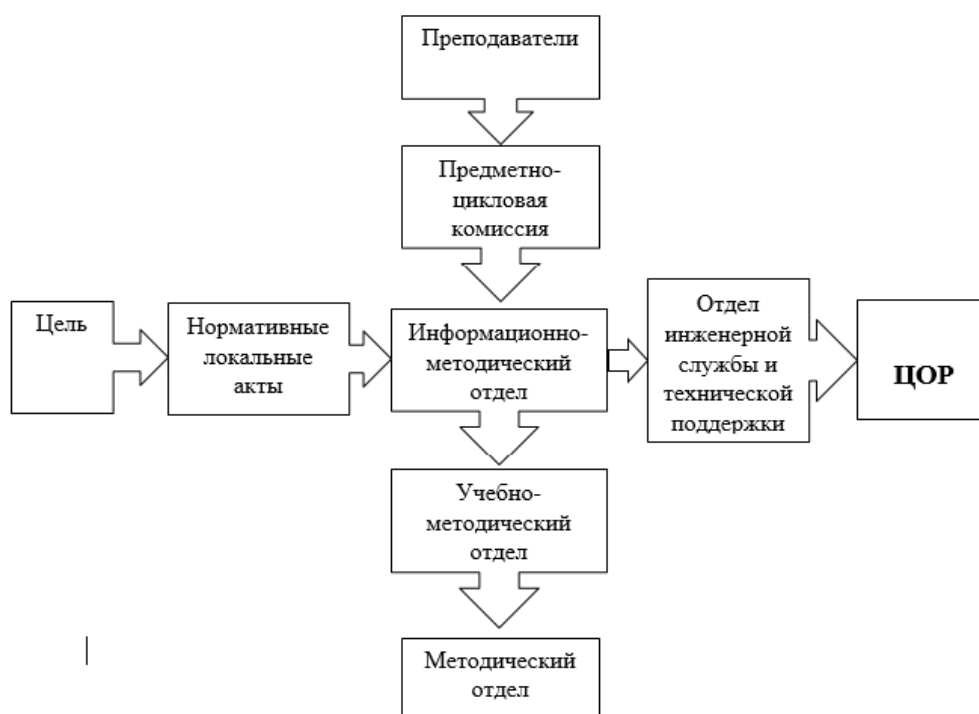 Преподаватели
Предметно-
цикловая
комиссия
Цель
Нормативные
локальные
акты
Информационно-
методический
отдел
Отдел
инженерной
службы и
технической
поддержки
ЦОР
Учебно-
методический
отдел
Методический
отдел